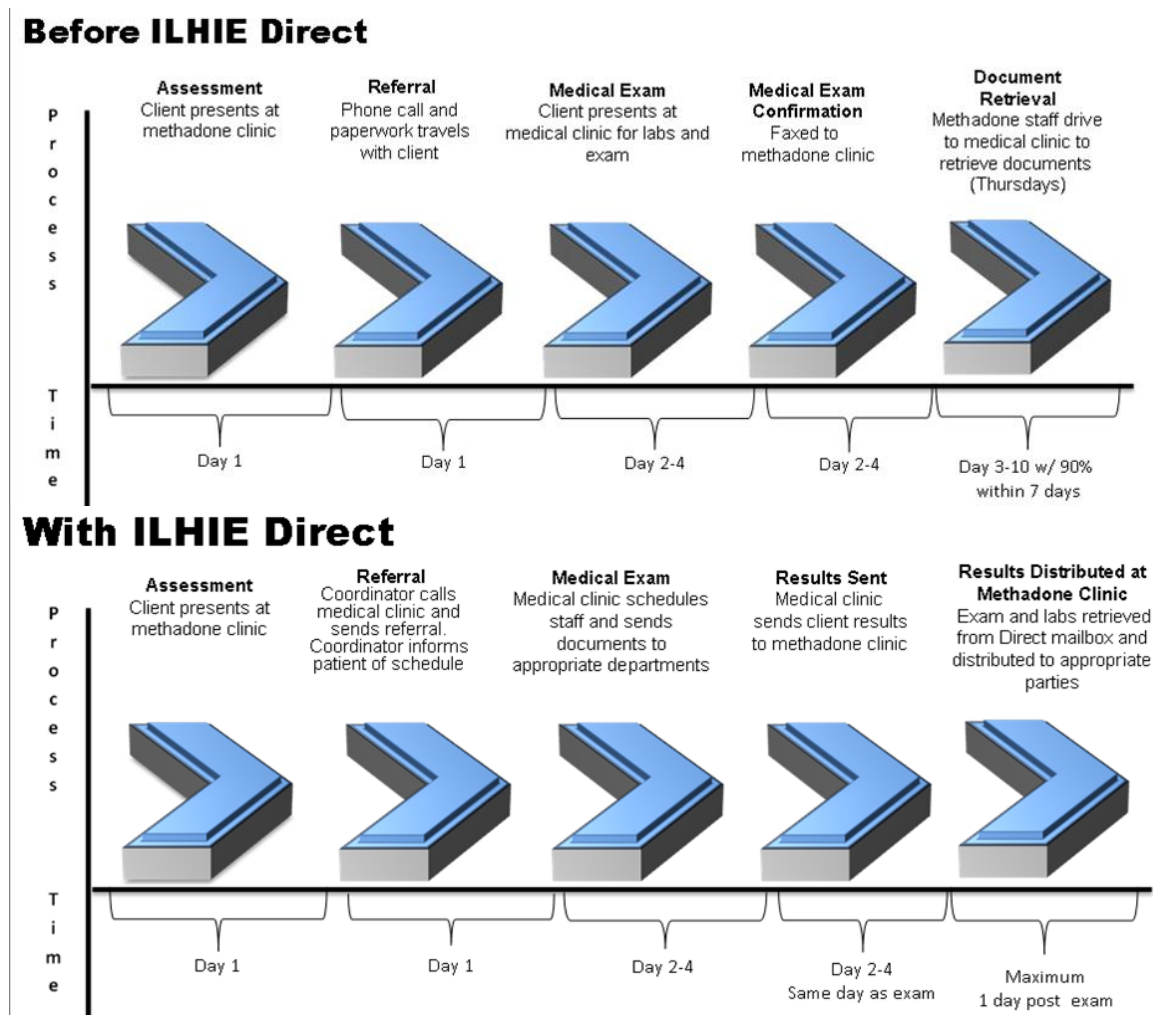 Before ILHIE Direct
Process
Assessment
Client presents at
methadone clinic
Referral
Phone call and
paperwork travels
with client
Medical Exam
Client presents at
medical clinic for labs and
exam
Medical Exam
Confirmation
Faxed to
methadone clinic
Document
Retrieval
Methadone staff drive
to medical clinic to
retrieve documents
(Thursdays)
Time
Day 1
Day 1
Day 2-4
Day 2-4
Day 3-10 w/ 90%
within 7 days
With ILHIE Direct
Process
Assessment
Client presents at
methadone clinic
Referral
Coordinator calls
medical clinic and
sends referral.
Coordinator informs
patient of schedule
Medical Exam
Medical clinic schedules
staff and sends
documents to
appropriate departments
Results Sent
Medical clinic
sends client results
to methadone clinic
Results Distributed at
Methadone Clinic
Exam and labs retrieved
from Direct mailbox and
distributed to appropriate
parties
Time
Day 1
Day 1
Day 2-4
Day 2-4
Same day as exam
Maximum
1 day post exam